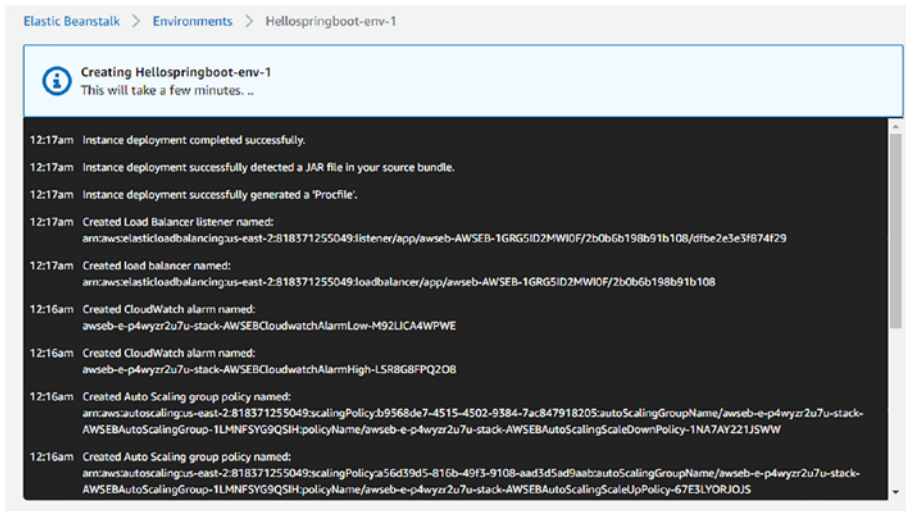 Elastic Beanstalk > Environments > Hellospringboot-env-1
Creating Hellospringboot-env-1
This will take a few minutes. ..
12:17am Instance deployment completed successfully.
12:17am Instance deployment successfully detected a JAR file in your source bundle.
12:17am Instance deployment successfully generated a 'Procfile'.
12:17am Created Load Balancer listener named:
arn:aws:elasticloadbalancing:us-east-2:818371255049:listener/app/awseb-AWSEB-1GRG5ID2MWI0F/2b0b6b198b91b108/dfbe2e3e3f874f29
12:17am Created load balancer named:
arn:aws:elasticloadbalancing:us-east-2:818371255049:loadbalancer/app/awseb-AWSEB-1GRG5ID2MWI0F/2b0b6b198b91b108
12:16am Created CloudWatch alarm named:
awseb-e-p4wyzr2u7u-stack-AWSEBCloudwatchAlarmLow-M92LICA4WPWE
12:16am Created CloudWatch alarm named:
awseb-e-p4wyzr2u7u-stack-AWSEBCloudwatchAlarmHigh-LSR8G8FPQ2O8
12:16am Created Auto Scaling group policy named:
arn:aws:autoscaling:us-east-2:818371255049:scalingPolicy:b9568de7-4515-4502-9384-7ac847918205:autoScalingGroupName/awseb-e-p4wyzr2u7u-stack-
AWSEBAutoScalingGroup-1LMNFSYG9QSIH:policyName/awseb-e-p4wyzr2u7u-stack-AWSEBAutoScalingScaleDownPolicy-1NA7AY221JSWW
12:16am Created Auto Scaling group policy named:
arn:aws:autoscaling:us-east-2:818371255049:scalingPolicy:a56d39d5-816b-49f3-9108-aad3d5ad9aab:autoScalingGroupName/awseb-e-p4wyzr2u7u-stack-
AWSEBAutoScalingGroup-1LMNFSYG9QSIH:policyName/awseb-e-p4wyzr2u7u-stack-AWSEBAutoScalingScaleUpPolicy-67E3LYORJOJS